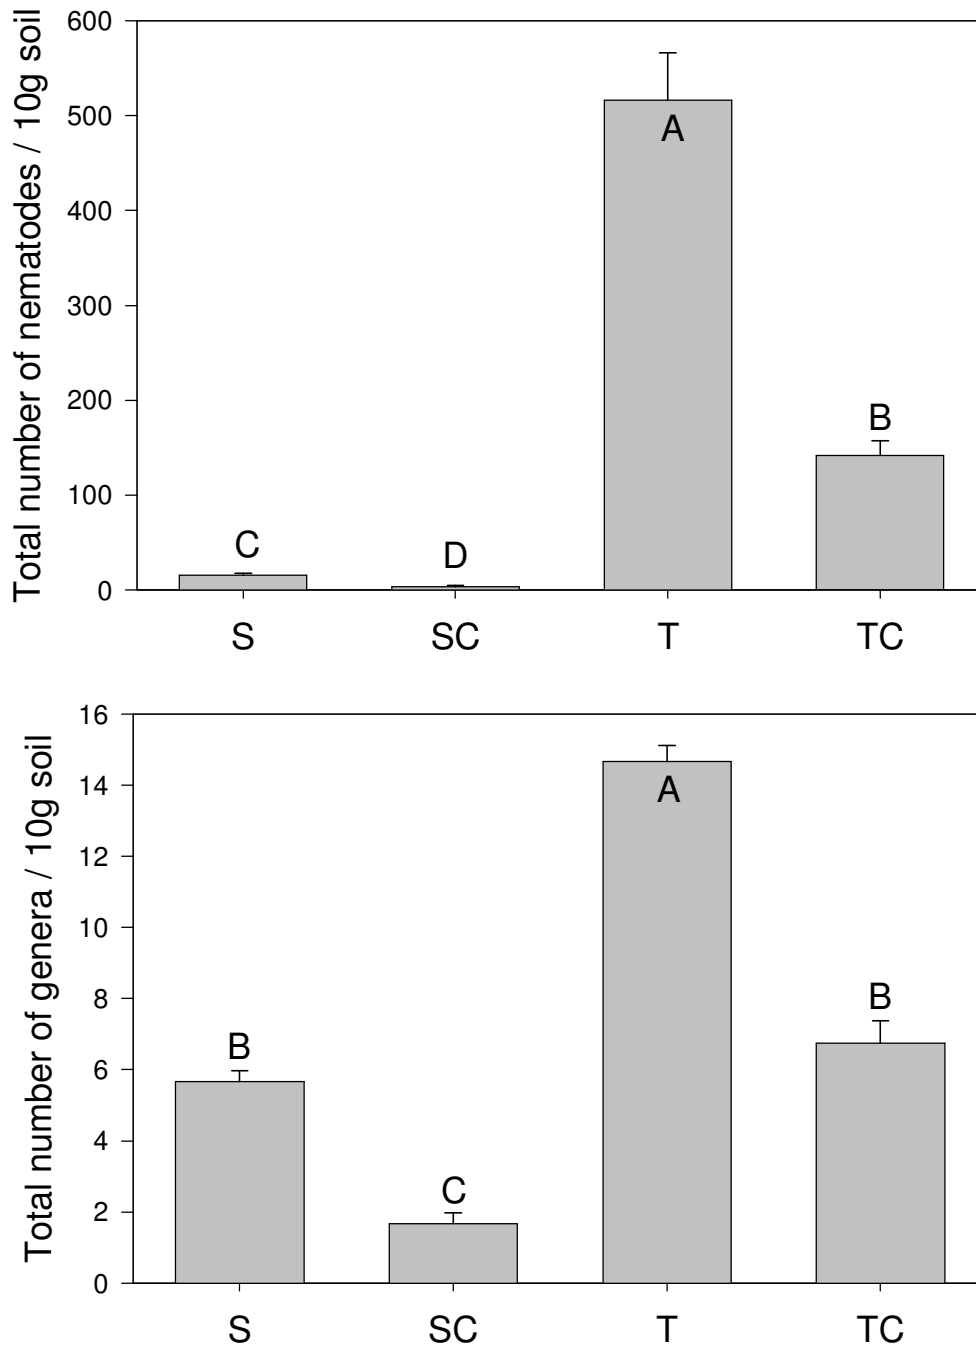 Total number of nematodes / 10g soil
600
500
400
300
200
100
0
A
B
C
D
S SC T TC
Total number of genera / 10g soil
16
14
12
10
8
6
4
2
0
A
B
B
C
S SC T TC